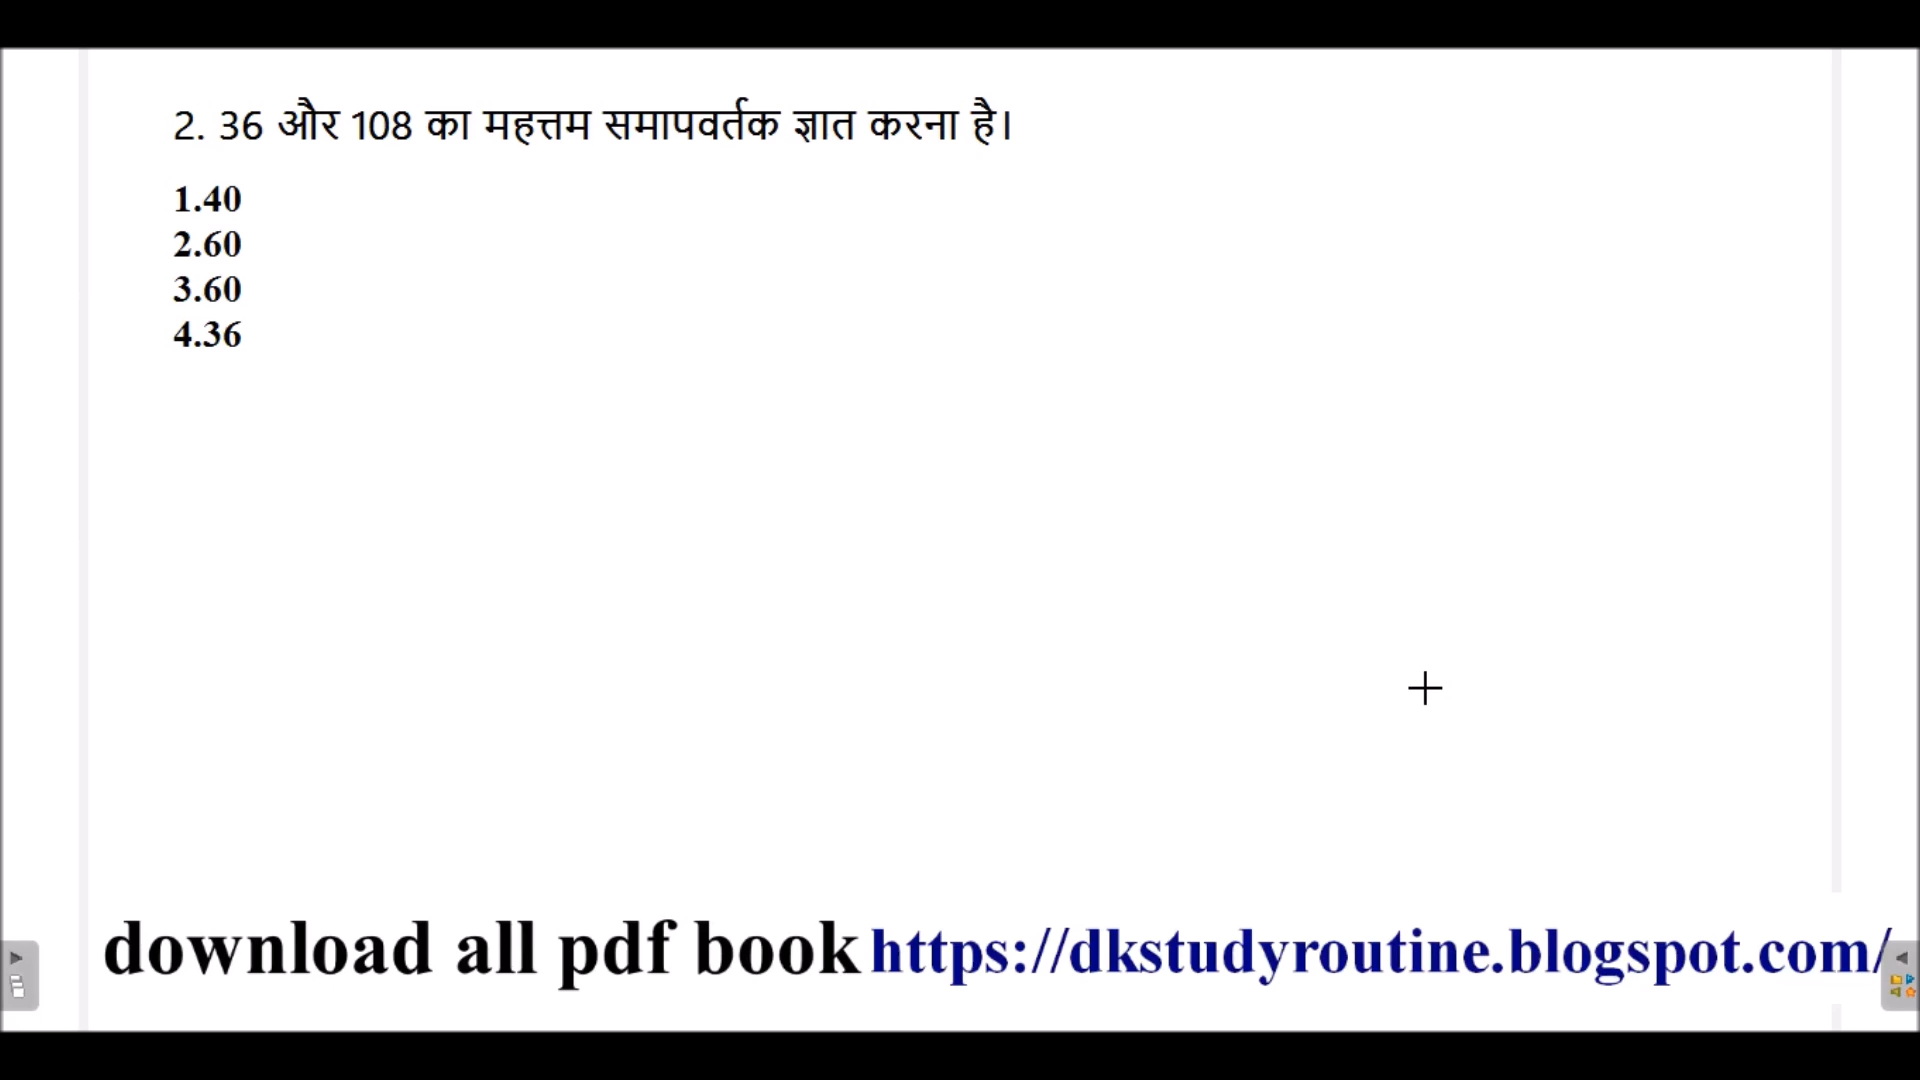 2. 36 और 108 का महत्तम समापवर्तक ज्ञात करना है।
1.40
2.60
3.60
4.36
download all pdf book https://dkstudyroutine.blogspot.com/